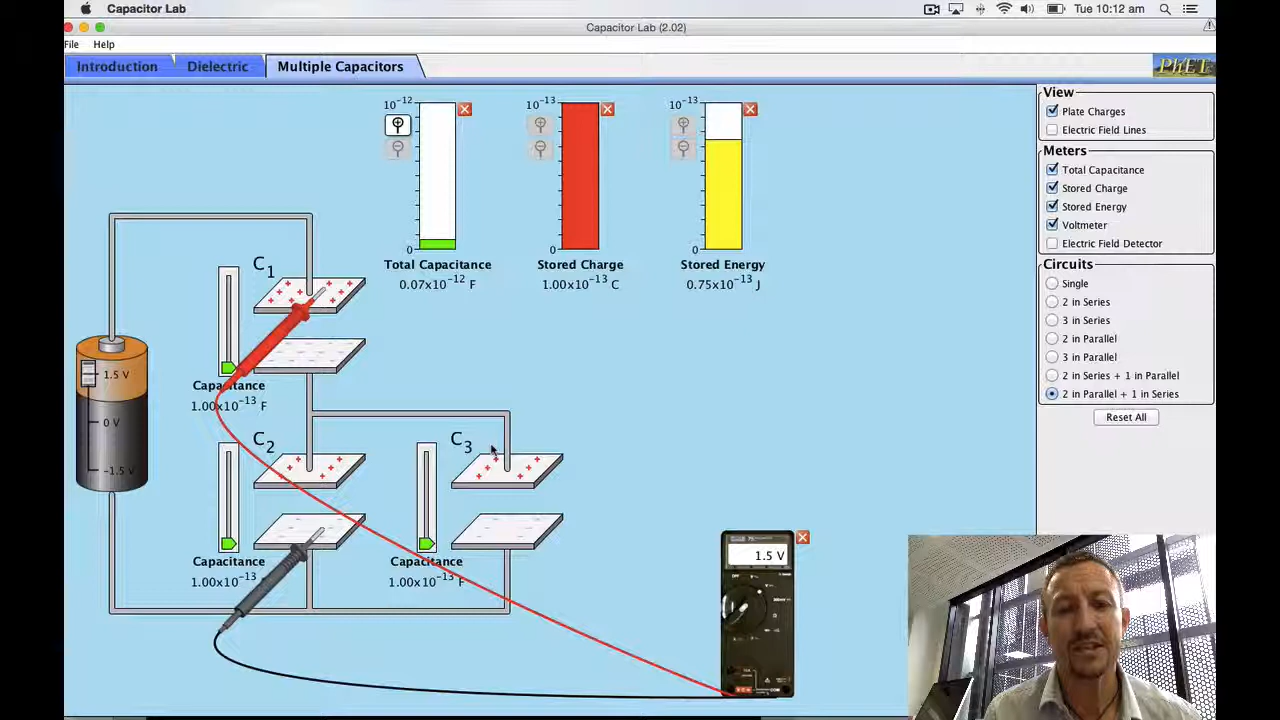 Capacitor Lab
Tue 10:12 am
Capacitor Lab (2.02)
File Help
Introduction
Dielectric
Multiple Capacitors
PhET
10⁻¹²
0
Total Capacitance
0.07x10⁻¹² F
10⁻¹³
0
Stored Charge
1.00x10⁻¹³ C
10⁻¹³
0
Stored Energy
0.75x10⁻¹³ J
View
Plate Charges
Electric Field Lines
Meters
Total Capacitance
Stored Charge
Stored Energy
Voltmeter
Electric Field Detector
Circuits
Single
2 in Series
3 in Series
2 in Parallel
3 in Parallel
2 in Series + 1 in Parallel
2 in Parallel + 1 in Series
Reset All
1.5 V
0 V
-1.5 V
C₁
Capacitance
1.00x10⁻¹³ F
C₂
Capacitance
1.00x10⁻¹³ F
C₃
Capacitance
1.00x10⁻¹³ F
1.5 V